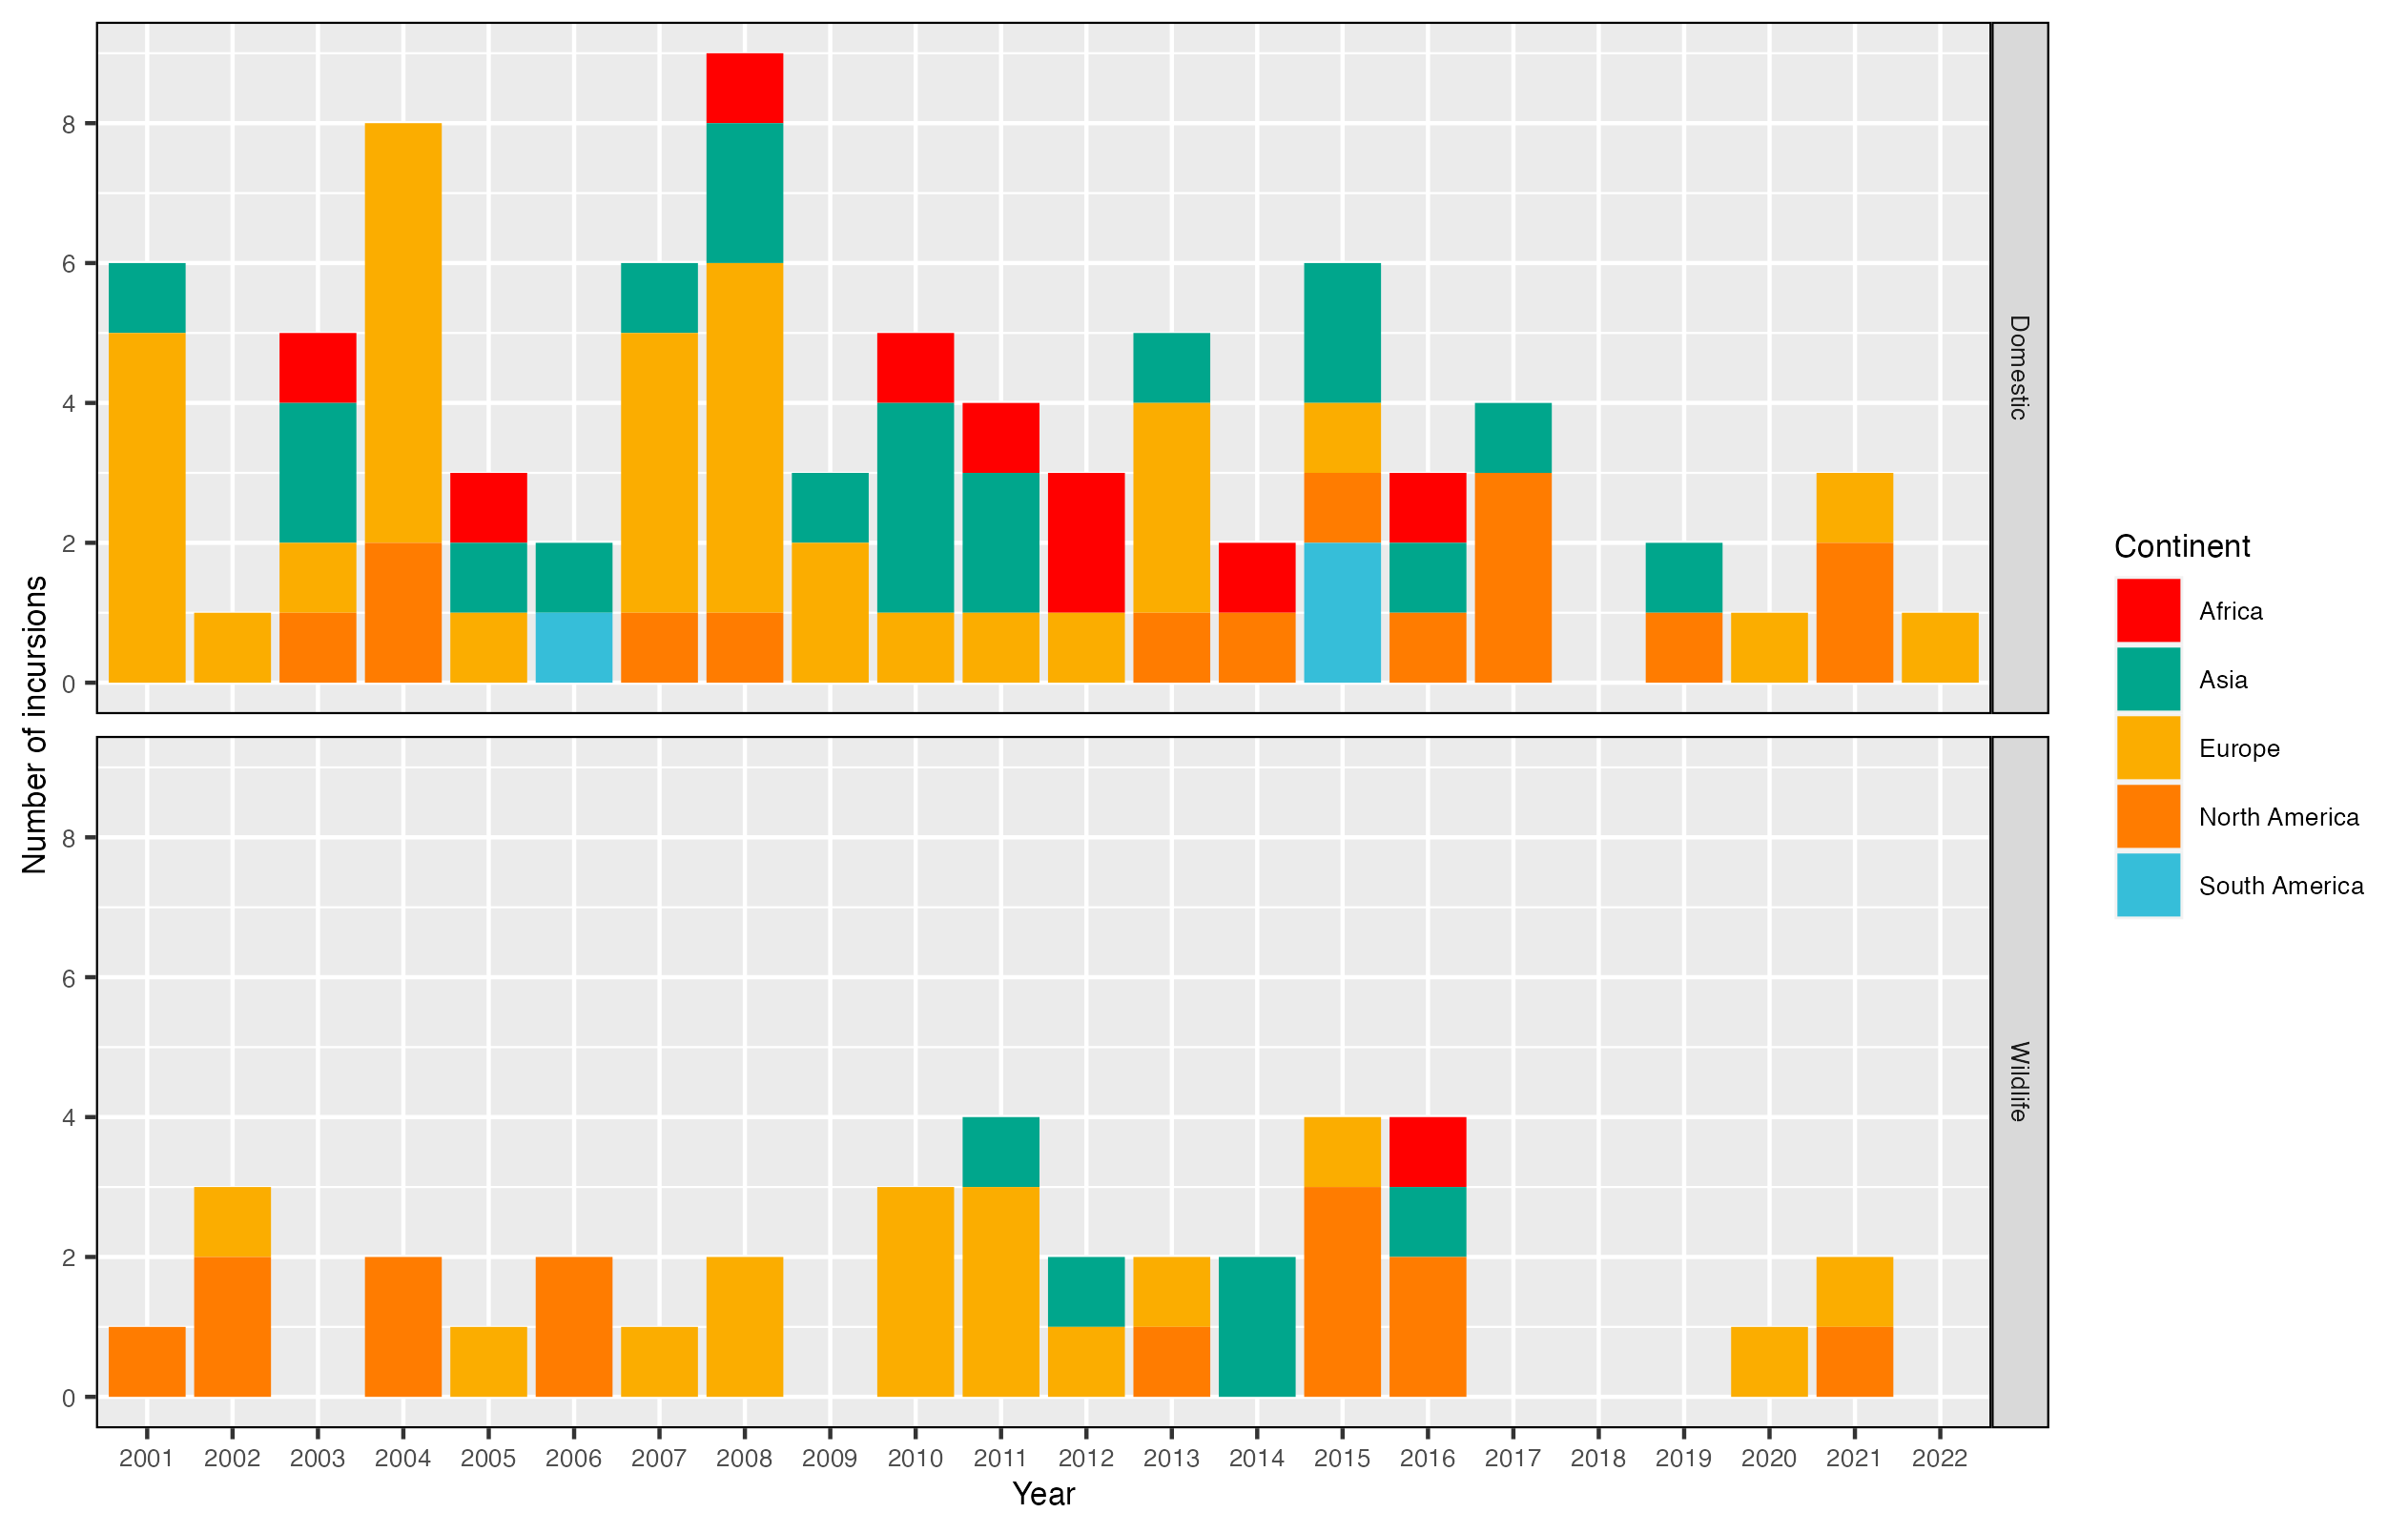 Number of incursions
8
6
4
2
0
Domestic
8
6
4
2
0
Wildlife
2001 2002 2003 2004 2005 2006 2007 2008 2009 2010 2011 2012 2013 2014 2015 2016 2017 2018 2019 2020 2021 2022
Year
Continent
Africa
Asia
Europe
North America
South America